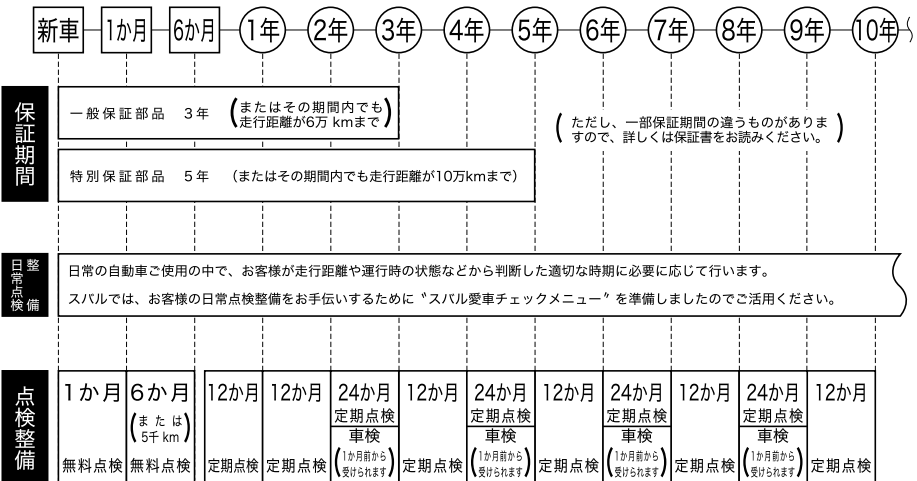 新車 1か月 6か月 1年 2年 3年 4年 5年 6年 7年 8年 9年 10年
保証期間
一般保証部品 3年 (またはその期間内でも
走行距離が6万 kmまで)
(ただし、一部保証期間の違うものがありま
すので、詳しくは保証書をお読みください。)
特別保証部品 5年 (またはその期間内でも走行距離が10万kmまで)
日常点検
整備
日常の自動車ご使用の中で、お客様が走行距離や運行時の状態などから判断した適切な時期に必要に応じて行います。
スバルでは、お客様の日常点検整備をお手伝いするために〝スバル愛車チェックメニュー〞を準備しましたのでご活用ください。
点検整備
1か月 6か月 12か月 12か月 24か月 12か月 24か月 12か月 24か月 12か月 24か月 12か月
(または
5千 km)
定期点検 定期点検 定期点検 定期点検
車検 車検 車検 車検
(1か月前から (1か月前から (1か月前から (1か月前から
受けられます) 受けられます) 受けられます) 受けられます)
無料点検 無料点検 定期点検 定期点検 定期点検 定期点検 定期点検 定期点検